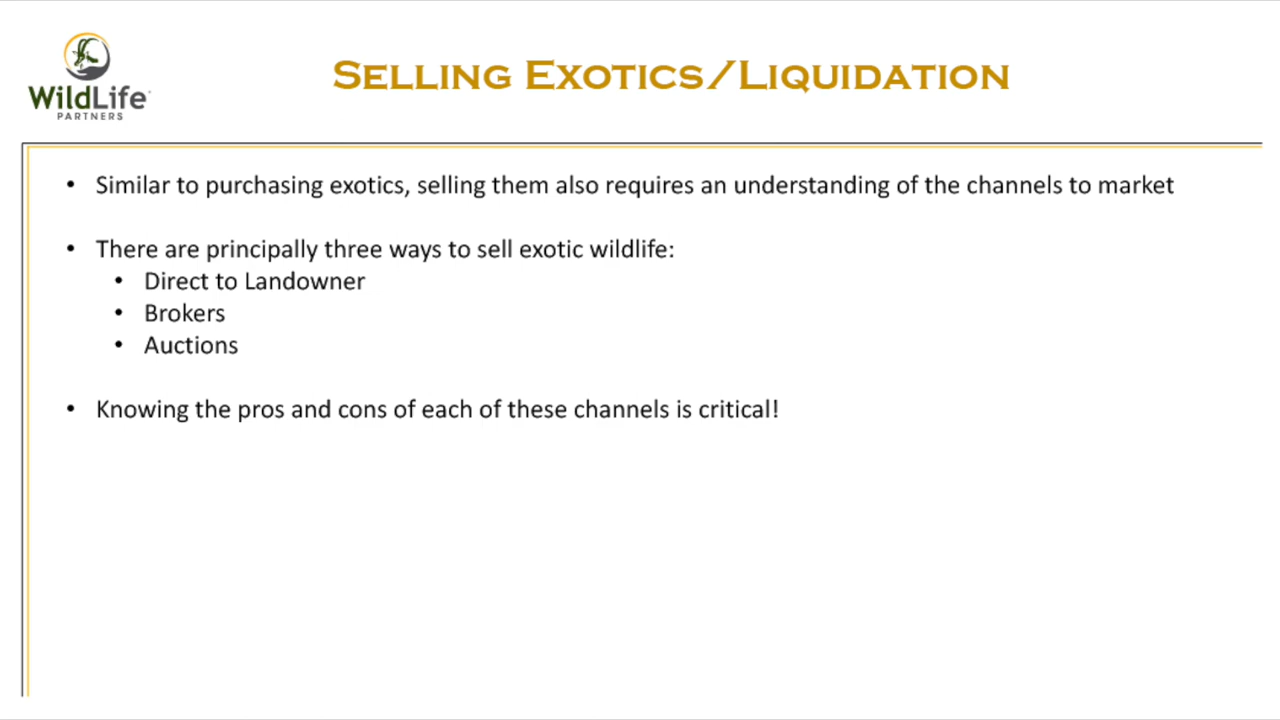 WildLife
PARTNERS
SELLING EXOTICS/LIQUIDATION
• Similar to purchasing exotics, selling them also requires an understanding of the channels to market
• There are principally three ways to sell exotic wildlife:
• Direct to Landowner
• Brokers
• Auctions
• Knowing the pros and cons of each of these channels is critical!